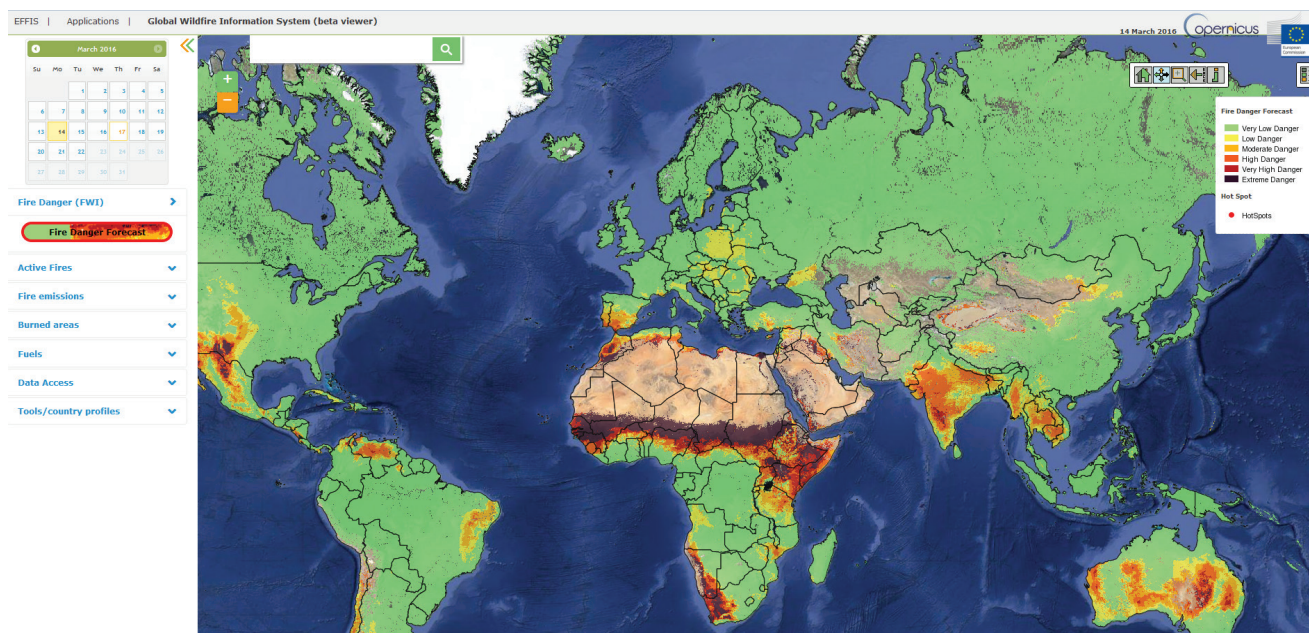 EFFIS | Applications | Global Wildfire Information System (beta viewer)
14 March 2016
opernicus
European
Commission
March 2016
Su Mo Tu We Th Fr Sa
1 2 3 4 5
6 7 8 9 10 11 12
13 14 15 16 17 18 19
20 21 22 23 24 25 26
27 28 29 30 31
Fire Danger (FWI)
Fire Danger Forecast
Active Fires
Fire emissions
Burned areas
Fuels
Data Access
Tools/country profiles
+
−
Fire Danger Forecast
Very Low Danger
Low Danger
Moderate Danger
High Danger
Very High Danger
Extreme Danger
Hot Spot
HotSpots